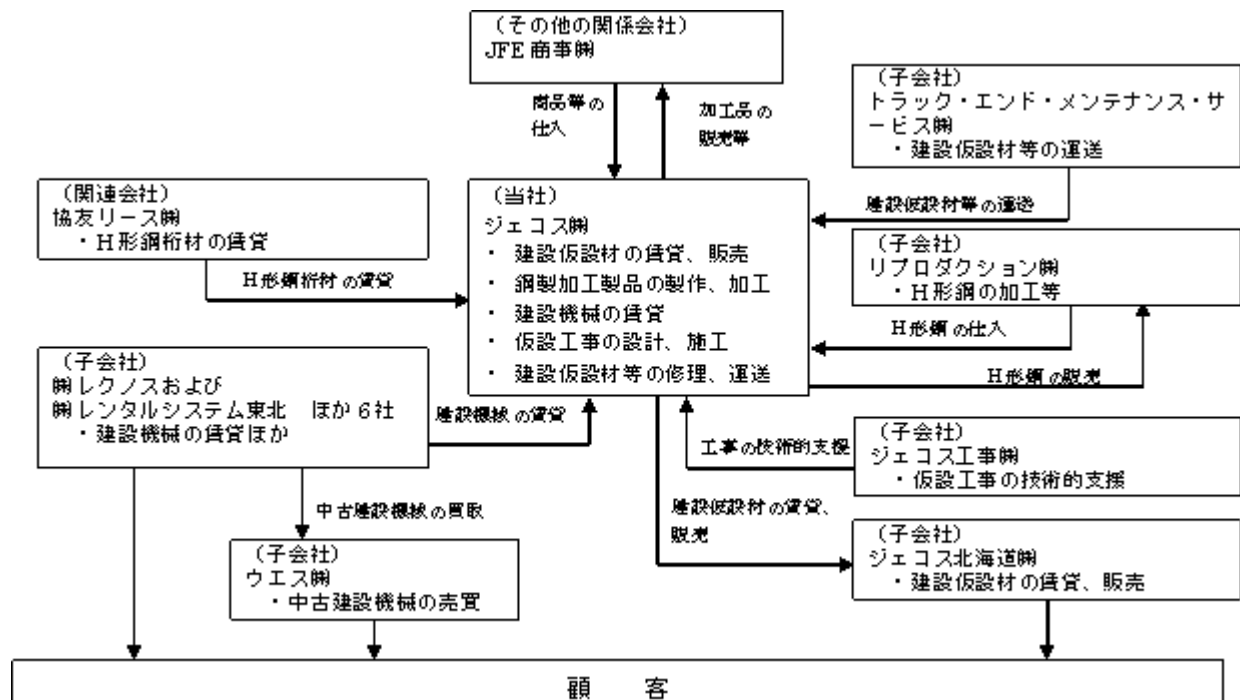 （その他の関係会社）
JFE 商事㈱
商品等の
仕入
加工品の
販売等
（子会社）
トラック・エンド・メンテナンス・サ
ービス㈱
・建設仮設材等の運送
建設仮設材等の運送
（関連会社）
協友リース㈱
・Ｈ形鋼桁材の賃貸
Ｈ形鋼桁材の賃貸
（当社）
ジェコス㈱
・ 建設仮設材の賃貸、販売
・ 鋼製加工製品の製作、加工
・ 建設機械の賃貸
・ 仮設工事の設計、施工
・ 建設仮設材等の修理、運送
（子会社）
リプロダクション㈱
・Ｈ形鋼の加工等
Ｈ形鋼の仕入
Ｈ形鋼の販売
（子会社）
㈱レクノスおよび
㈱レンタルシステム東北　ほか６社
・建設機械の賃貸ほか
建設機械の賃貸
工事の技術的支援
（子会社）
ジェコス工事㈱
・仮設工事の技術的支援
中古建設機械の買取
建設仮設材の賃貸、
販売
（子会社）
ウエス㈱
・中古建設機械の売買
（子会社）
ジェコス北海道㈱
・建設仮設材の賃貸、販売
顧　　客